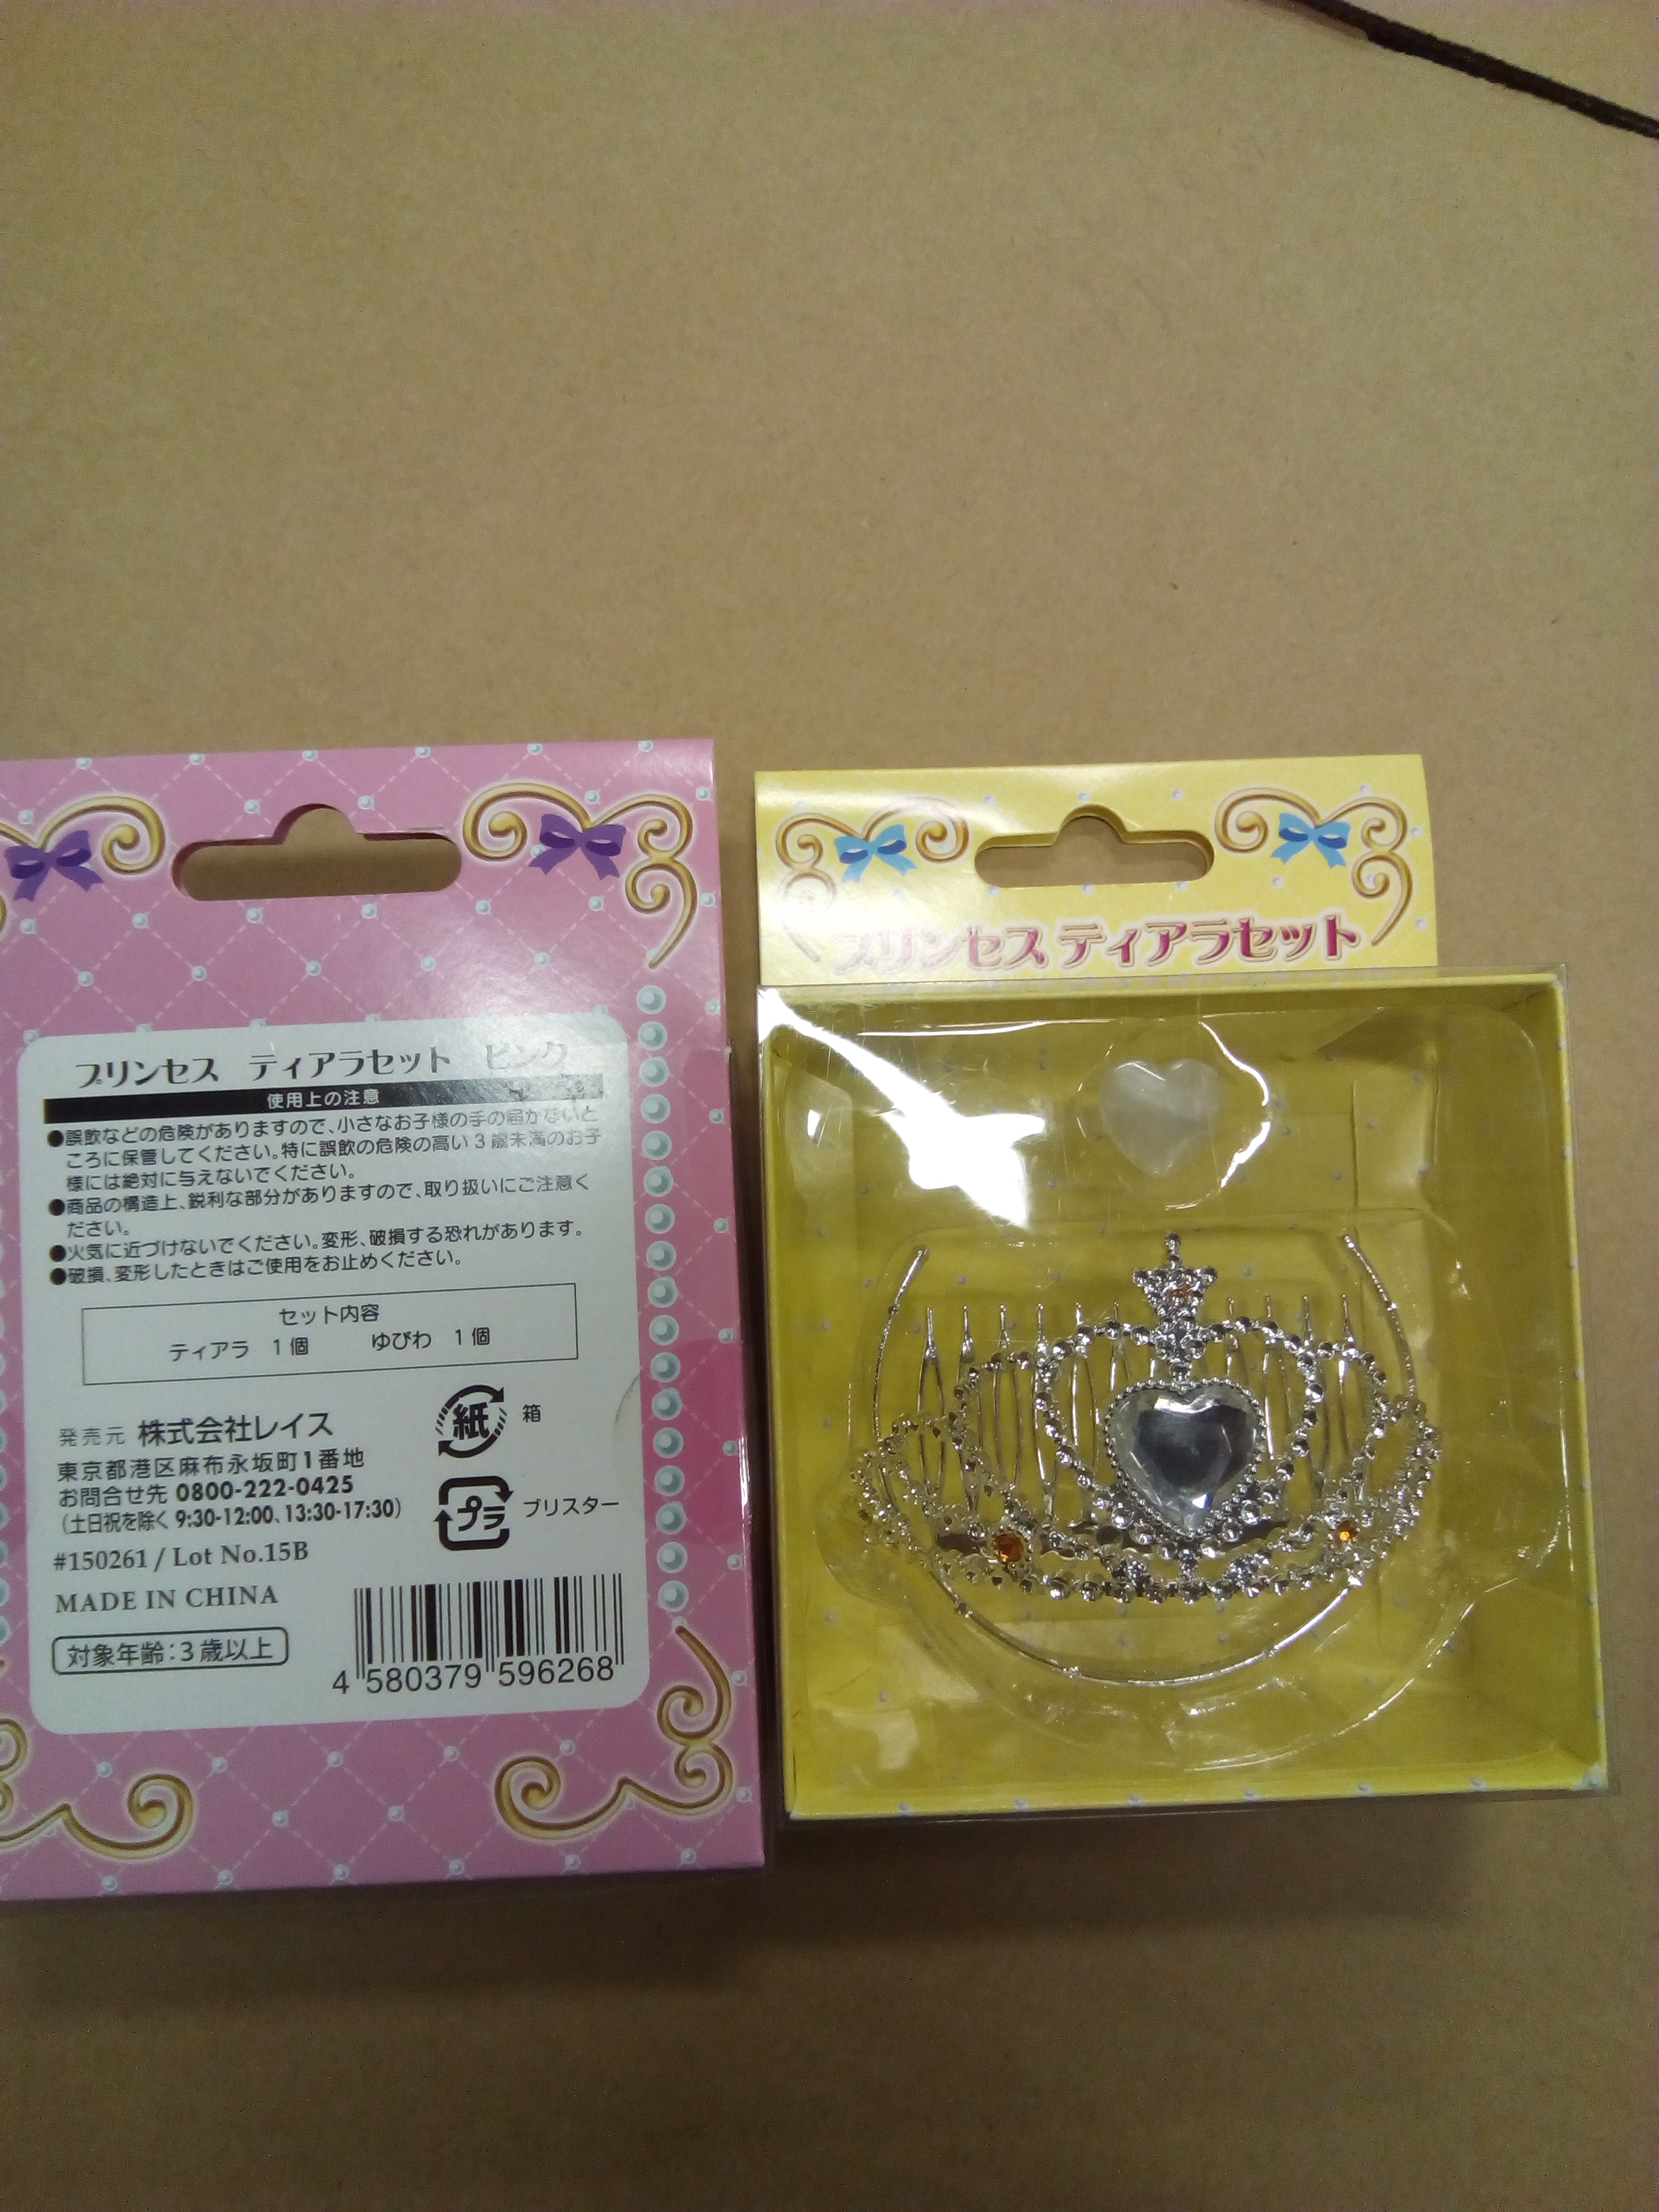 プリンセス ティアラセット ピンク
使用上の注意
●誤飲などの危険がありますので、小さなお子様の手の届かないと
ころに保管してください。特に誤飲の危険の高い3歳未満のお子
様には絶対に与えないでください。
●商品の構造上、鋭利な部分がありますので、取り扱いにご注意く
ださい。
●火気に近づけないでください。変形、破損する恐れがあります。
●破損、変形したときはご使用をお止めください。
セット内容
ティアラ 1個 ゆびわ 1個
発売元 株式会社レイス
東京都港区麻布永坂町1番地
お問合せ先 0800-222-0425
(土日祝を除く 9:30-12:00、13:30-17:30)
#150261 / Lot No.15B
MADE IN CHINA
対象年齢:3歳以上
紙 箱
プラ ブリスター
4 580379 596268
プリンセス ティアラセット